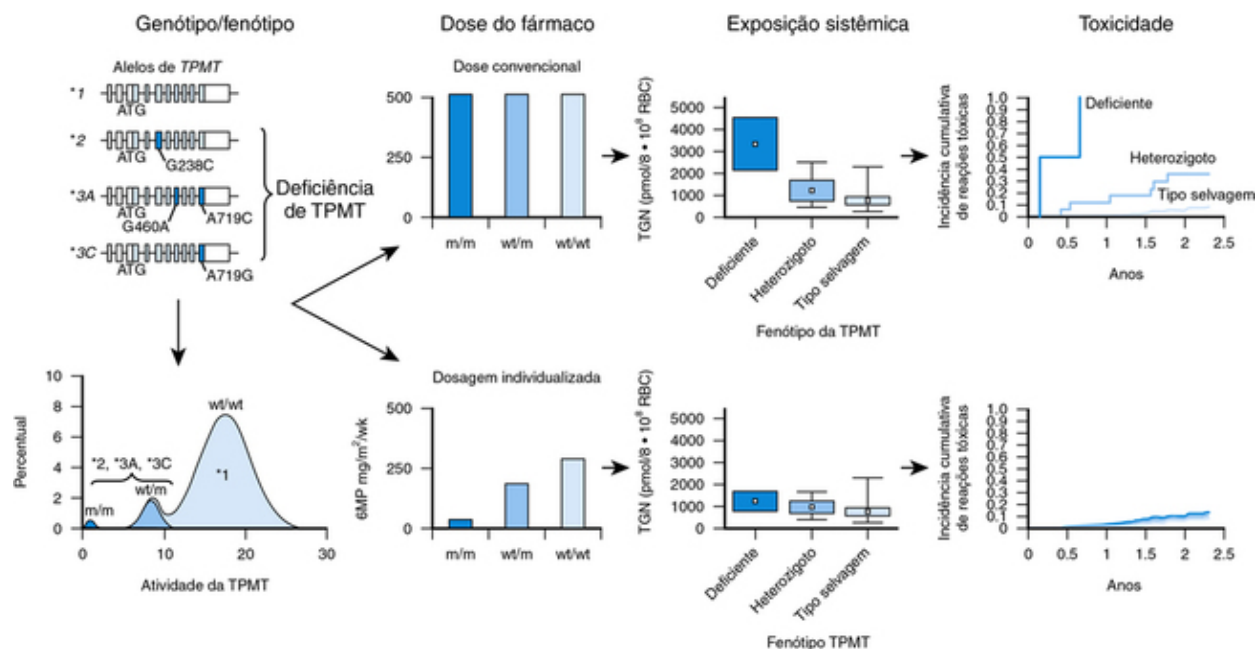 Genótipo/fenótipo
Alelos de TPMT
*1
ATG
*2
ATG
G238C
*3A
ATG
G460A
A719C
*3C
ATG
A719G
Deficiência
de TPMT
Percentual
10
8
6
4
2
0
m/m
*2, *3A, *3C
wt/m
wt/wt
*1
0
10
20
30
Atividade da TPMT
Dose do fármaco
Dose convencional
500
250
0
m/m
wt/m
wt/wt
Dosagem individualizada
6MP mg/m²/wk
500
250
0
m/m
wt/m
wt/wt
Exposição sistêmica
TGN (pmol/8 • 10⁸ RBC)
5000
4000
3000
2000
1000
0
Deficiente
Heterozigoto
Tipo selvagem
Fenótipo da TPMT
TGN (pmol/8 • 10⁸ RBC)
5000
4000
3000
2000
1000
0
Deficiente
Heterozigoto
Tipo selvagem
Fenótipo TPMT
Toxicidade
Incidência cumulativa
de reações tóxicas
1.0
0.9
0.8
0.7
0.6
0.5
0.4
0.3
0.2
0.1
0
Deficiente
Heterozigoto
Tipo selvagem
0
0.5
1
1.5
2
2.5
Anos
Incidência cumulativa
de reações tóxicas
1.0
0.9
0.8
0.7
0.6
0.5
0.4
0.3
0.2
0.1
0
0
0.5
1
1.5
2
2.5
Anos